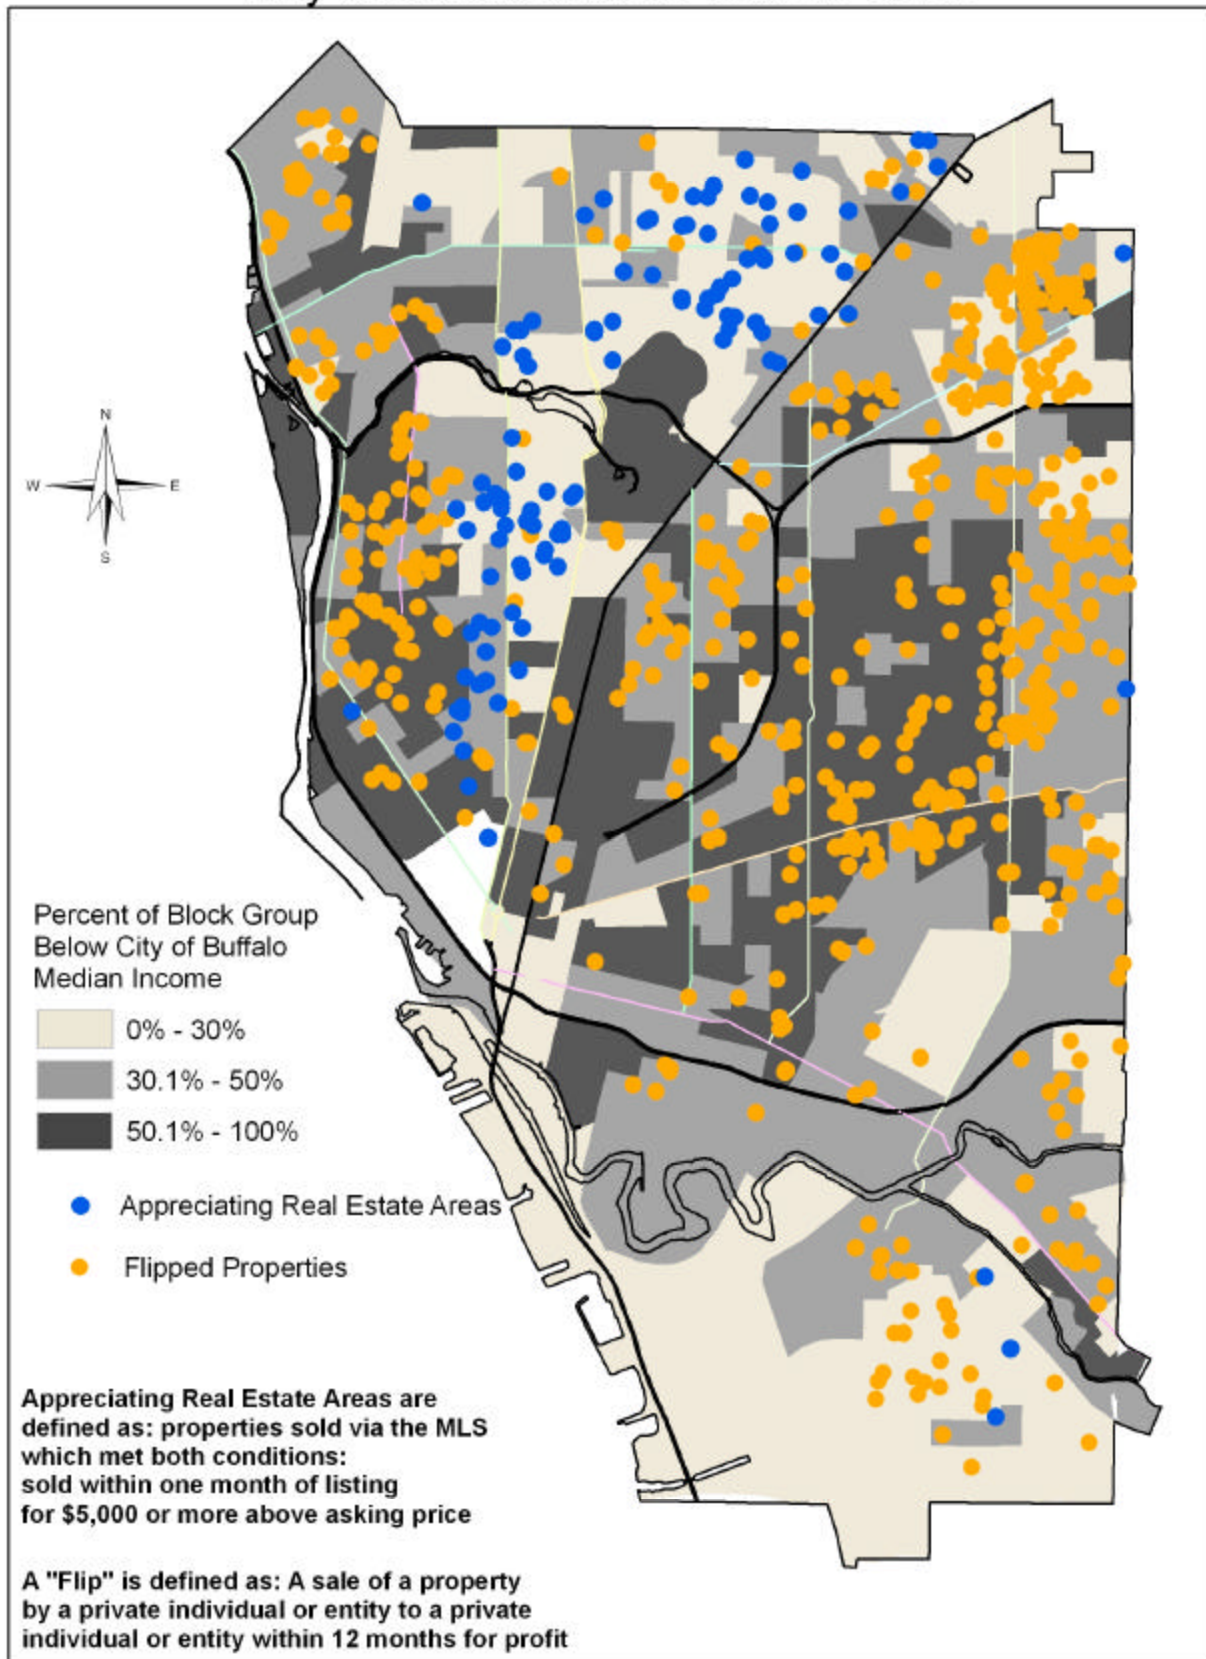 N
W
E
S
Percent of Block Group
Below City of Buffalo
Median Income
0% - 30%
30.1% - 50%
50.1% - 100%
Appreciating Real Estate Areas
Flipped Properties
Appreciating Real Estate Areas are
defined as: properties sold via the MLS
which met both conditions:
sold within one month of listing
for $5,000 or more above asking price
A "Flip" is defined as: A sale of a property
by a private individual or entity to a private
individual or entity within 12 months for profit